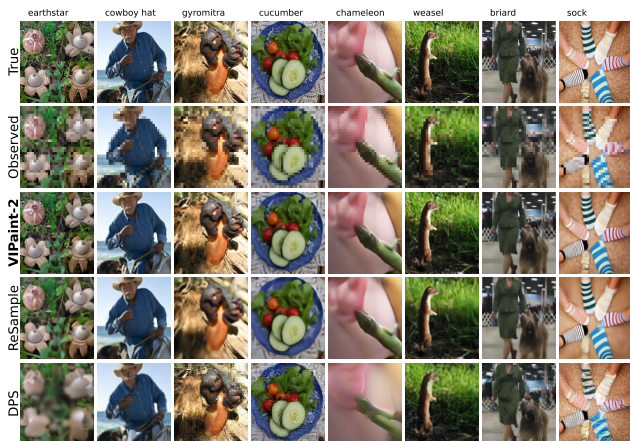 earthstar cowboy hat gyromitra cucumber chameleon weasel briard sock
True
Observed
VIPaint-2
ReSample
DPS